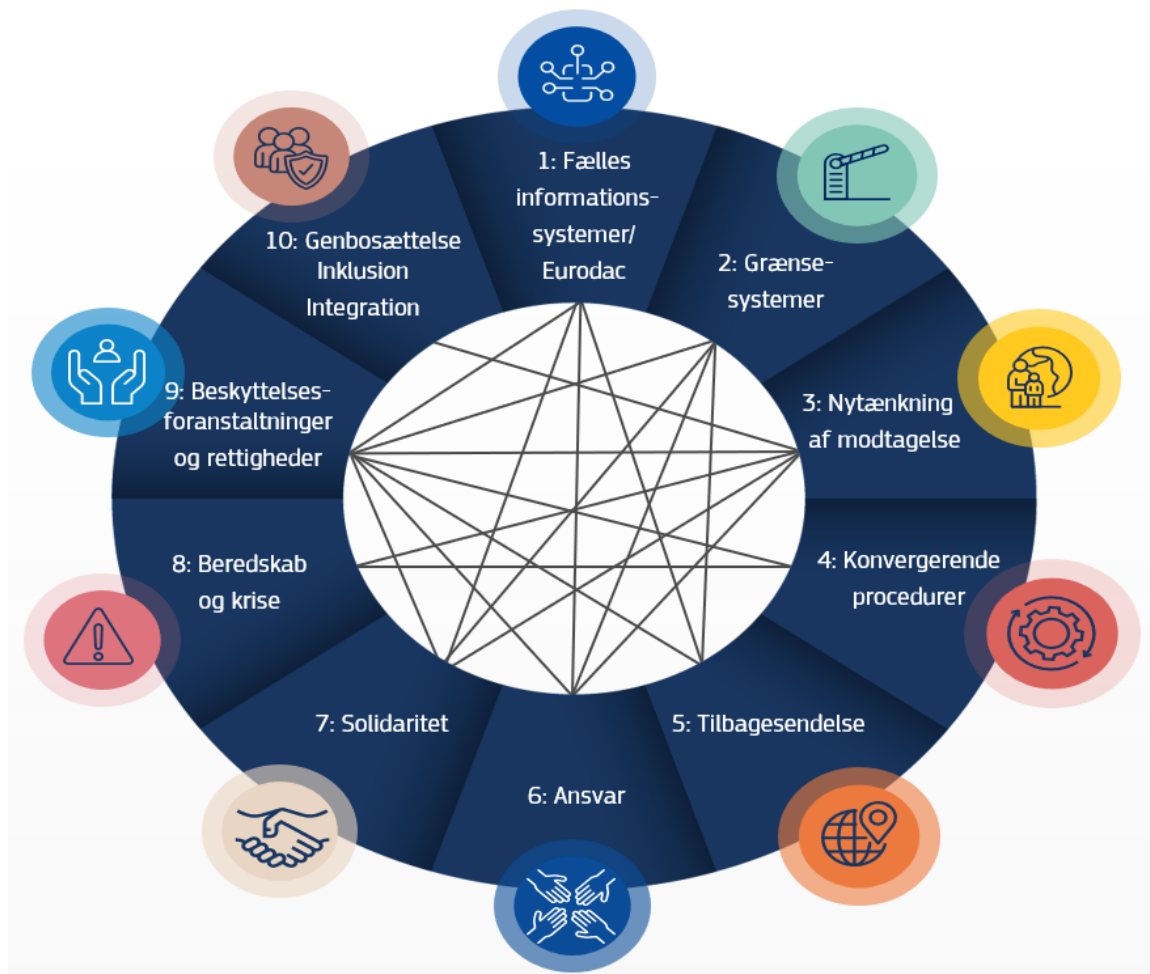 1: Fælles
informations-
systemer/
Eurodac
2: Grænse-
systemer
3: Nytænkning
af modtagelse
4: Konvergerende
procedurer
5: Tilbagesendelse
6: Ansvar
7: Solidaritet
8: Beredskab
og krise
9: Beskyttelses-
foranstaltninger
og rettigheder
10: Genbosættelse
Inklusion
Integration